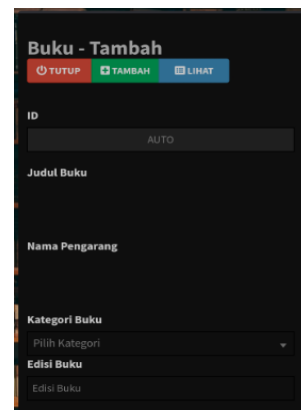 Buku - Tambah
TUTUP TAMBAH LIHAT
ID
AUTO
Judul Buku
Nama Pengarang
Kategori Buku
Pilih Kategori
Edisi Buku
Edisi Buku